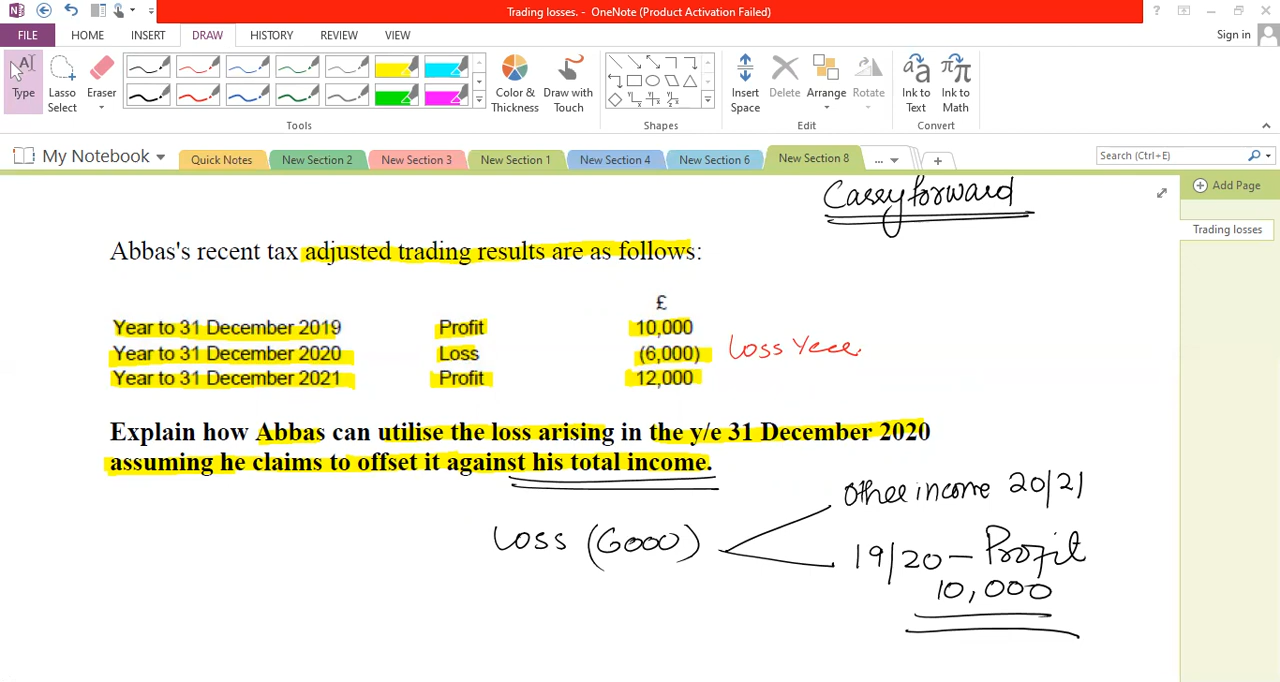 Trading losses. - OneNote (Product Activation Failed)
FILE HOME INSERT DRAW HISTORY REVIEW VIEW Sign in
Type Lasso Select Eraser Color & Thickness Draw with Touch Insert Space Delete Arrange Rotate Ink to Text Ink to Math
Tools Shapes Edit Convert
My Notebook Quick Notes New Section 2 New Section 3 New Section 1 New Section 4 New Section 6 New Section 8 ... Search (Ctrl+E)
Add Page
Trading losses
Carry forward
Abbas's recent tax adjusted trading results are as follows:
£
Year to 31 December 2019 Profit 10,000
Year to 31 December 2020 Loss (6,000) Loss Year
Year to 31 December 2021 Profit 12,000
Explain how Abbas can utilise the loss arising in the y/e 31 December 2020
assuming he claims to offset it against his total income.
Other income 20/21
Loss (6000)
19/20 - Profit
10,000